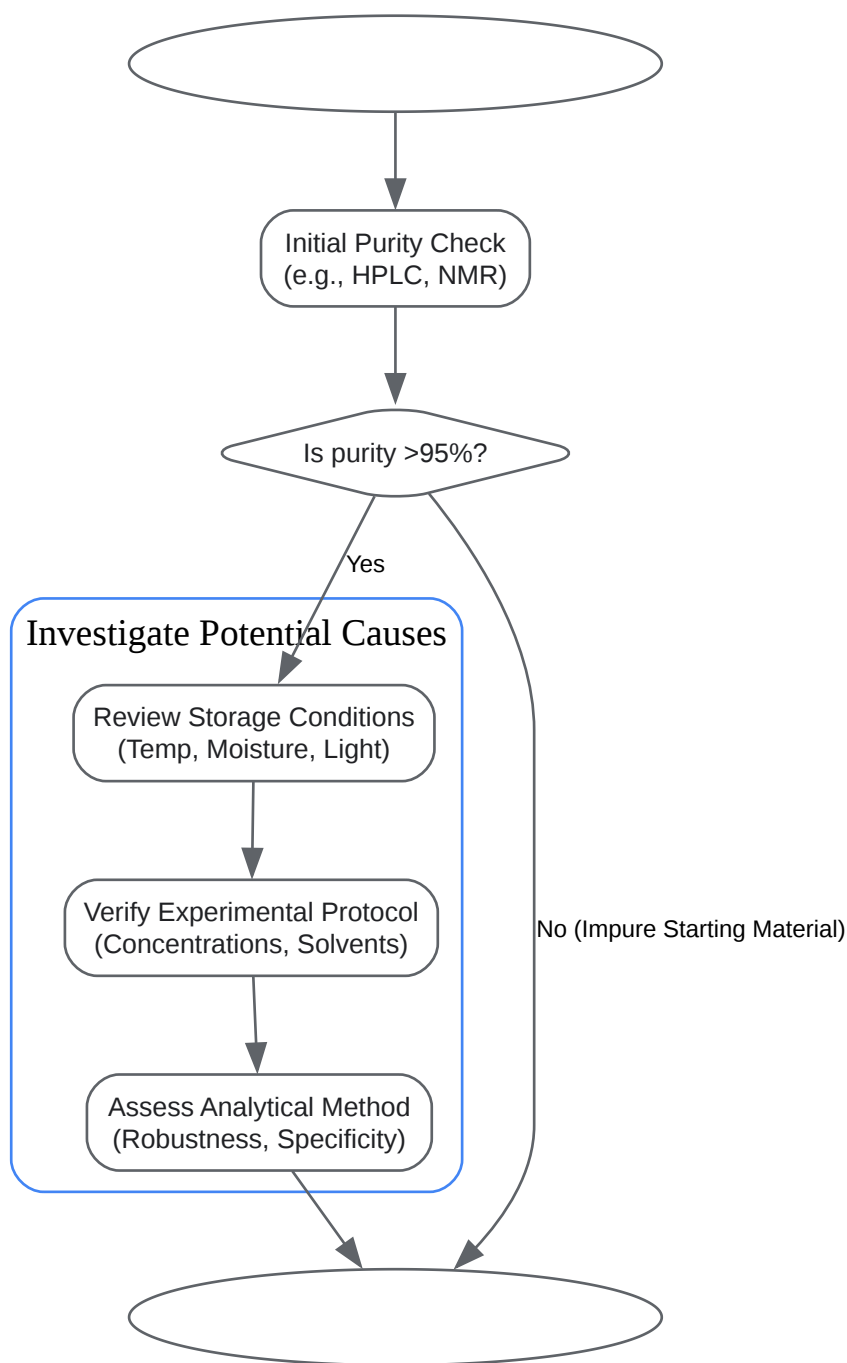 Initial Purity Check
(e.g., HPLC, NMR)
Is purity >95%?
Yes
Investigate Potential Causes
Review Storage Conditions
(Temp, Moisture, Light)
Verify Experimental Protocol
(Concentrations, Solvents)
No (Impure Starting Material)
Assess Analytical Method
(Robustness, Specificity)